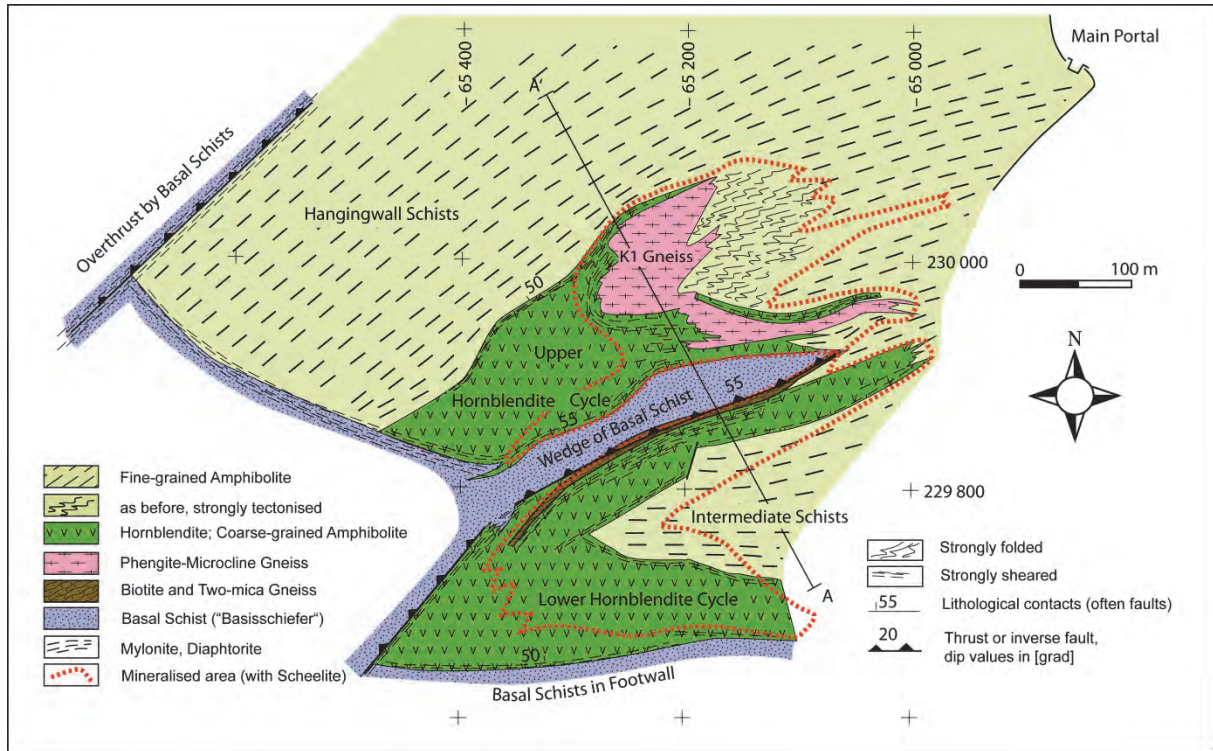 Main Portal
-65 400
-65 200
-65 000
A'
Overthrust by Basal Schists
Hangingwall Schists
K1 Gneiss
230 000
0 100 m
50
N
Upper
Hornblendite Cycle
55
55
Wedge of Basal Schist
229 800
Intermediate Schists
A
Lower Hornblendite Cycle
50
Basal Schists in Footwall
Fine-grained Amphibolite
as before, strongly tectonised
Hornblendite; Coarse-grained Amphibolite
Phengite-Microcline Gneiss
Biotite and Two-mica Gneiss
Basal Schist ("Basisschiefer“)
Mylonite, Diaphtorite
Mineralised area (with Scheelite)
Strongly folded
Strongly sheared
55 Lithological contacts (often faults)
20 Thrust or inverse fault,
dip values in [grad]